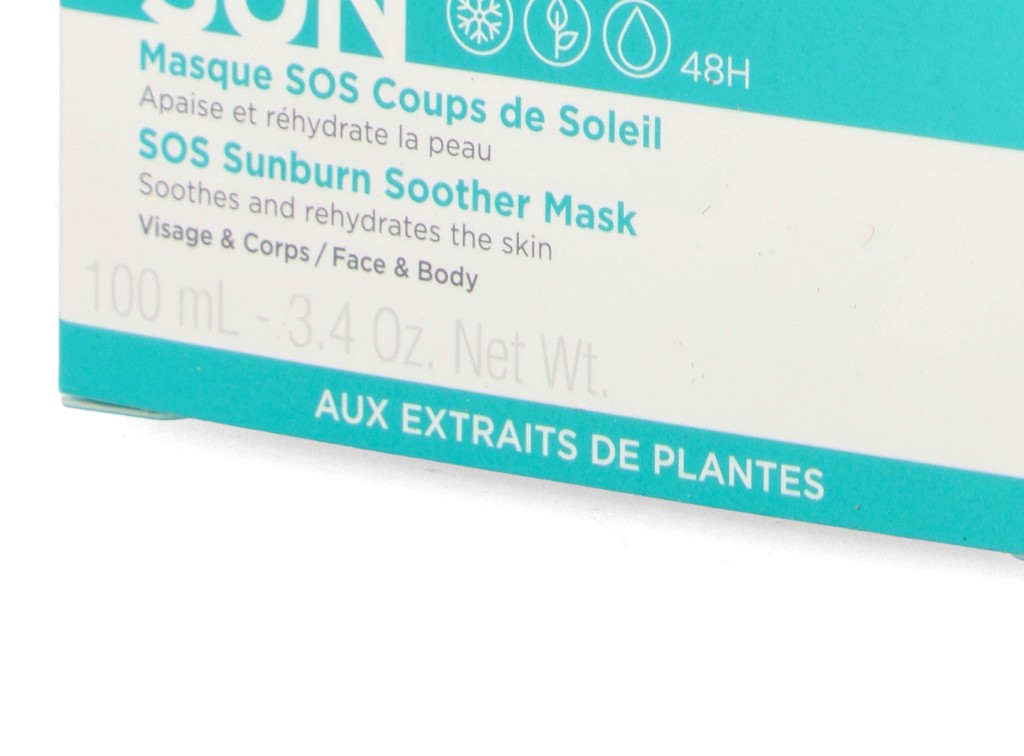 SUN
48H
Masque SOS Coups de Soleil
Apaise et réhydrate la peau
SOS Sunburn Soother Mask
Soothes and rehydrates the skin
Visage & Corps / Face & Body
100 mL - 3.4 Oz. Net Wt.
AUX EXTRAITS DE PLANTES